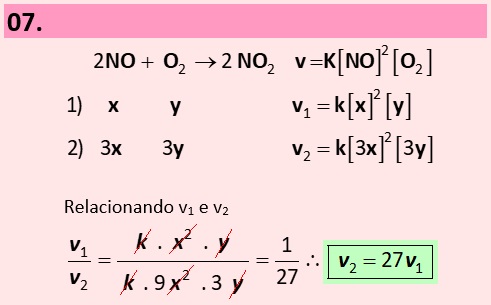 07.
2NO + O₂ → 2 NO₂ v =K[NO]²[O₂]
1) x y v₁ = k[x]²[y]
2) 3x 3y v₂ = k[3x]²[3y]
Relacionando v₁ e v₂
v₁/v₂ = k . x² . y / k . 9x² . 3 y = 1/27 ∴ v₂ = 27v₁